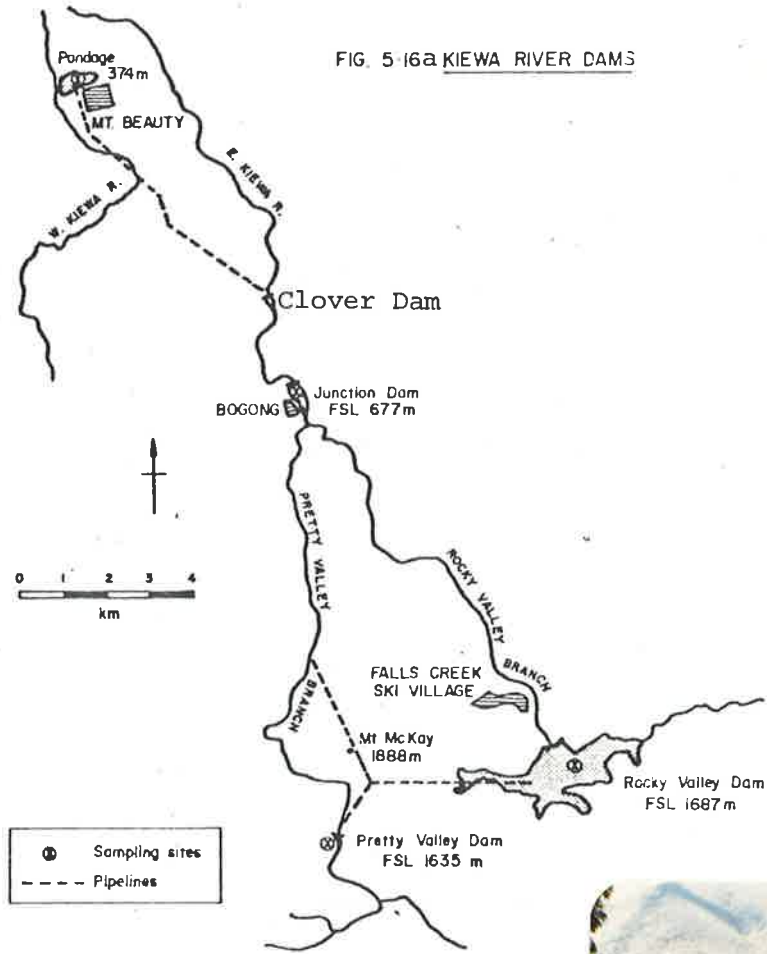 FIG. 5·16a KIEWA RIVER DAMS
Pondage
374m
MT. BEAUTY
E. KIEWA R.
W. KIEWA R.
Clover Dam
Junction Dam
FSL 677m
BOGONG
PRETTY VALLEY
BRANCH
ROCKY VALLEY
BRANCH
0 1 2 3 4
km
FALLS CREEK
SKI VILLAGE
Mt McKay
1888m
Rocky Valley Dam
FSL 1687m
Pretty Valley Dam
FSL 1635 m
Sampling sites
Pipelines